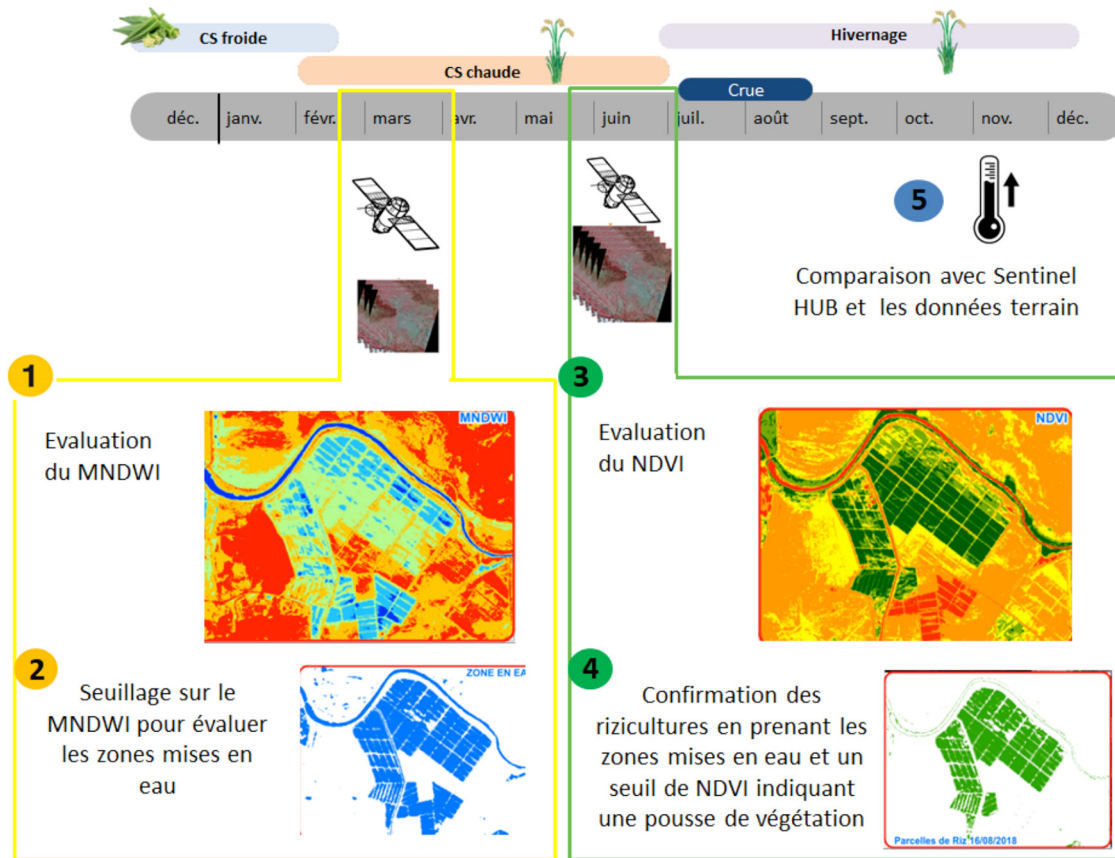 CS froide
Hivernage
CS chaude
Crue
déc.
janv.
févr.
mars
avr.
mai
juin
juil.
août
sept.
oct.
nov.
déc.
5
Comparaison avec Sentinel
HUB et les données terrain
1
Evaluation
du MNDWI
MNDWI
2
Seuillage sur le
MNDWI pour évaluer
les zones mises en
eau
ZONE EN EA
3
Evaluation
du NDVI
NDVI
4
Confirmation des
rizicultures en prenant les
zones mises en eau et un
seuil de NDVI indiquant
une pousse de végétation
Parcelles de Riz 16/08/2018